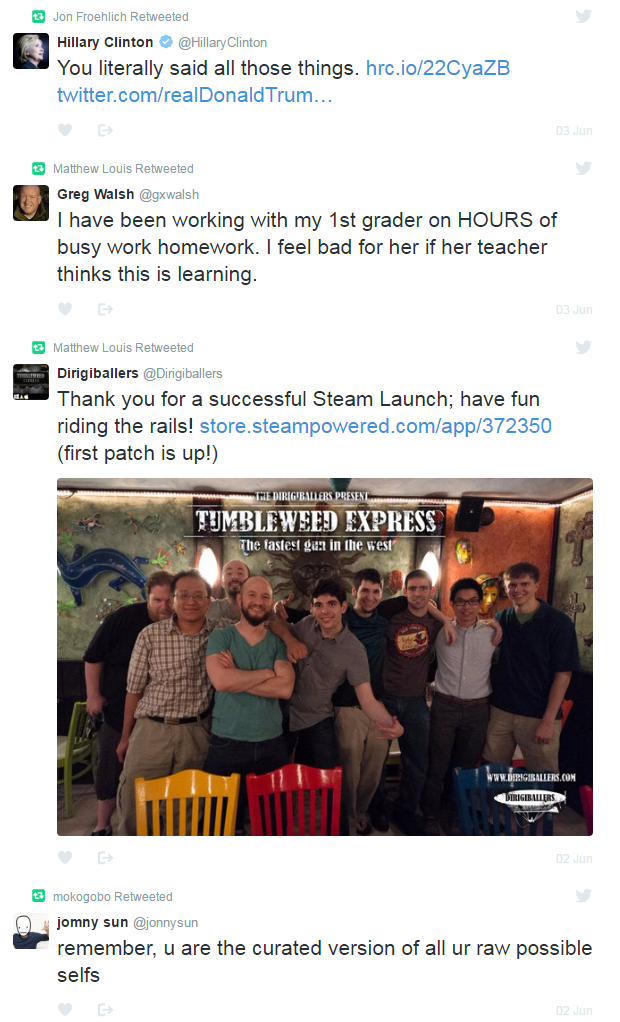 Jon Froehlich Retweeted
Hillary Clinton @HillaryClinton
You literally said all those things. hrc.io/22CyaZB
twitter.com/realDonaldTrum…
03 Jun
Matthew Louis Retweeted
Greg Walsh @gxwalsh
I have been working with my 1st grader on HOURS of
busy work homework. I feel bad for her if her teacher
thinks this is learning.
03 Jun
Matthew Louis Retweeted
Dirigiballers @Dirigiballers
Thank you for a successful Steam Launch; have fun
riding the rails! store.steampowered.com/app/372350
(first patch is up!)
THE DIRIGIBALLERS PRESENT
TUMBLEWEED EXPRESS
The fastest gun in the west
WWW.DIRIGIBALLERS.COM
DIRIGIBALLERS
02 Jun
mokogobo Retweeted
jomny sun @jonnysun
remember, u are the curated version of all ur raw possible
selfs
02 Jun